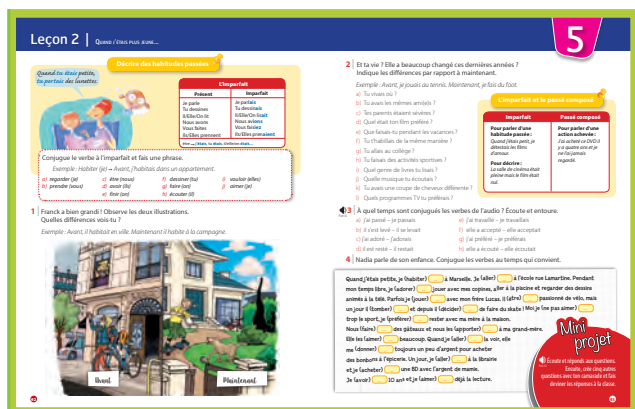 Leçon 2 | QUAND J'ÉTAIS PLUS JEUNE...
5
Décrire des habitudes passées
Quand tu étais petite,
tu portais des lunettes.
L'imparfait
Présent Imparfait
Je parle Je parlais
Tu dessines Tu dessinais
Il/Elle/On lit Il/Elle/On lisait
Nous avons Nous avions
Vous faites Vous faisiez
Ils/Elles prennent Ils/Elles prenaient
être → j'étais, tu étais, il/elle/on était...
Conjugue le verbe à l'imparfait et fais une phrase.
Exemple : Habiter (je) → Avant, j'habitais dans un appartement.
a) regarder (je) c) être (nous) f) dessiner (tu) i) vouloir (elles)
b) prendre (vous) d) avoir (ils) g) faire (on) j) aimer (je)
e) finir (on) h) écouter (il)
1 Franck a bien grandi ! Observe les deux illustrations.
Quelles différences vois-tu ?
Exemple : Avant, il habitait en ville. Maintenant il habite à la campagne.
Avant
Maintenant
2 Et ta vie ? Elle a beaucoup changé ces dernières années ?
Indique les différences par rapport à maintenant.
Exemple : Avant, je jouais au tennis. Maintenant, je fais du foot.
a) Tu vivais où ?
b) Tu avais les mêmes ami(e)s ?
c) Tes parents étaient sévères ?
d) Quel était ton film préféré ?
e) Que faisais-tu pendant les vacances ?
f) Tu t'habillais de la même manière ?
g) Tu allais au collège ?
h) Tu faisais des activités sportives ?
i) Quel genre de livres tu lisais ?
j) Quelle musique tu écoutais ?
k) Tu avais une coupe de cheveux différente ?
l) Quels programmes TV tu préférais ?
L'imparfait et le passé composé
Imparfait Passé composé
Pour parler d'une Pour parler d'une
habitude passée : action achevée :
Quand j'étais petit, je J'ai acheté ce DVD il
détestais les films y a quatre ans et je
d'amour. ne l'ai jamais
Pour décrire : regardé.
La salle de cinéma était
pleine mais le film était
nul.
3 À quel temps sont conjugués les verbes de l'audio ? Écoute et entoure.
a) j'ai passé – je passais e) j'ai travaillé – je travaillais
b) il s'est levé – il se levait f) elle a accepté – elle acceptait
c) j'ai adoré – j'adorais g) j'ai préféré – je préférais
d) il est resté – il restait h) elle a écouté – elle écoutait
4 Nadia parle de son enfance. Conjugue les verbes au temps qui convient.
Quand j'étais petite, je (habiter) à Marseille. Je (aller) à l'école rue Lamartine. Pendant
mon temps libre, je (adorer) jouer avec mes copines, aller à la piscine et regarder des dessins
animés à la télé. Parfois je (jouer) avec mon frère Lucas. Il (être) passionné de vélo, mais
un jour il (tomber) et depuis il (décider) de faire du skate ! Moi je (ne pas aimer)
trop le sport, je (préférer) rester avec ma mère à la maison.
Nous (faire) des gâteaux et nous les (apporter) à ma grand-mère.
Elle les (aimer) beaucoup. Quand je (aller) la voir, elle
me (donner) toujours un peu d'argent pour acheter
des bonbons à l'épicerie. Un jour, je (aller) à la librairie
et je (acheter) une BD avec l'argent de mamie.
Je (avoir) 10 ans et je (aimer) déjà la lecture.
Mini
projet
Écoute et réponds aux questions.
Ensuite, crée cinq autres
questions avec ton camarade et fais
deviner les réponses à la classe.